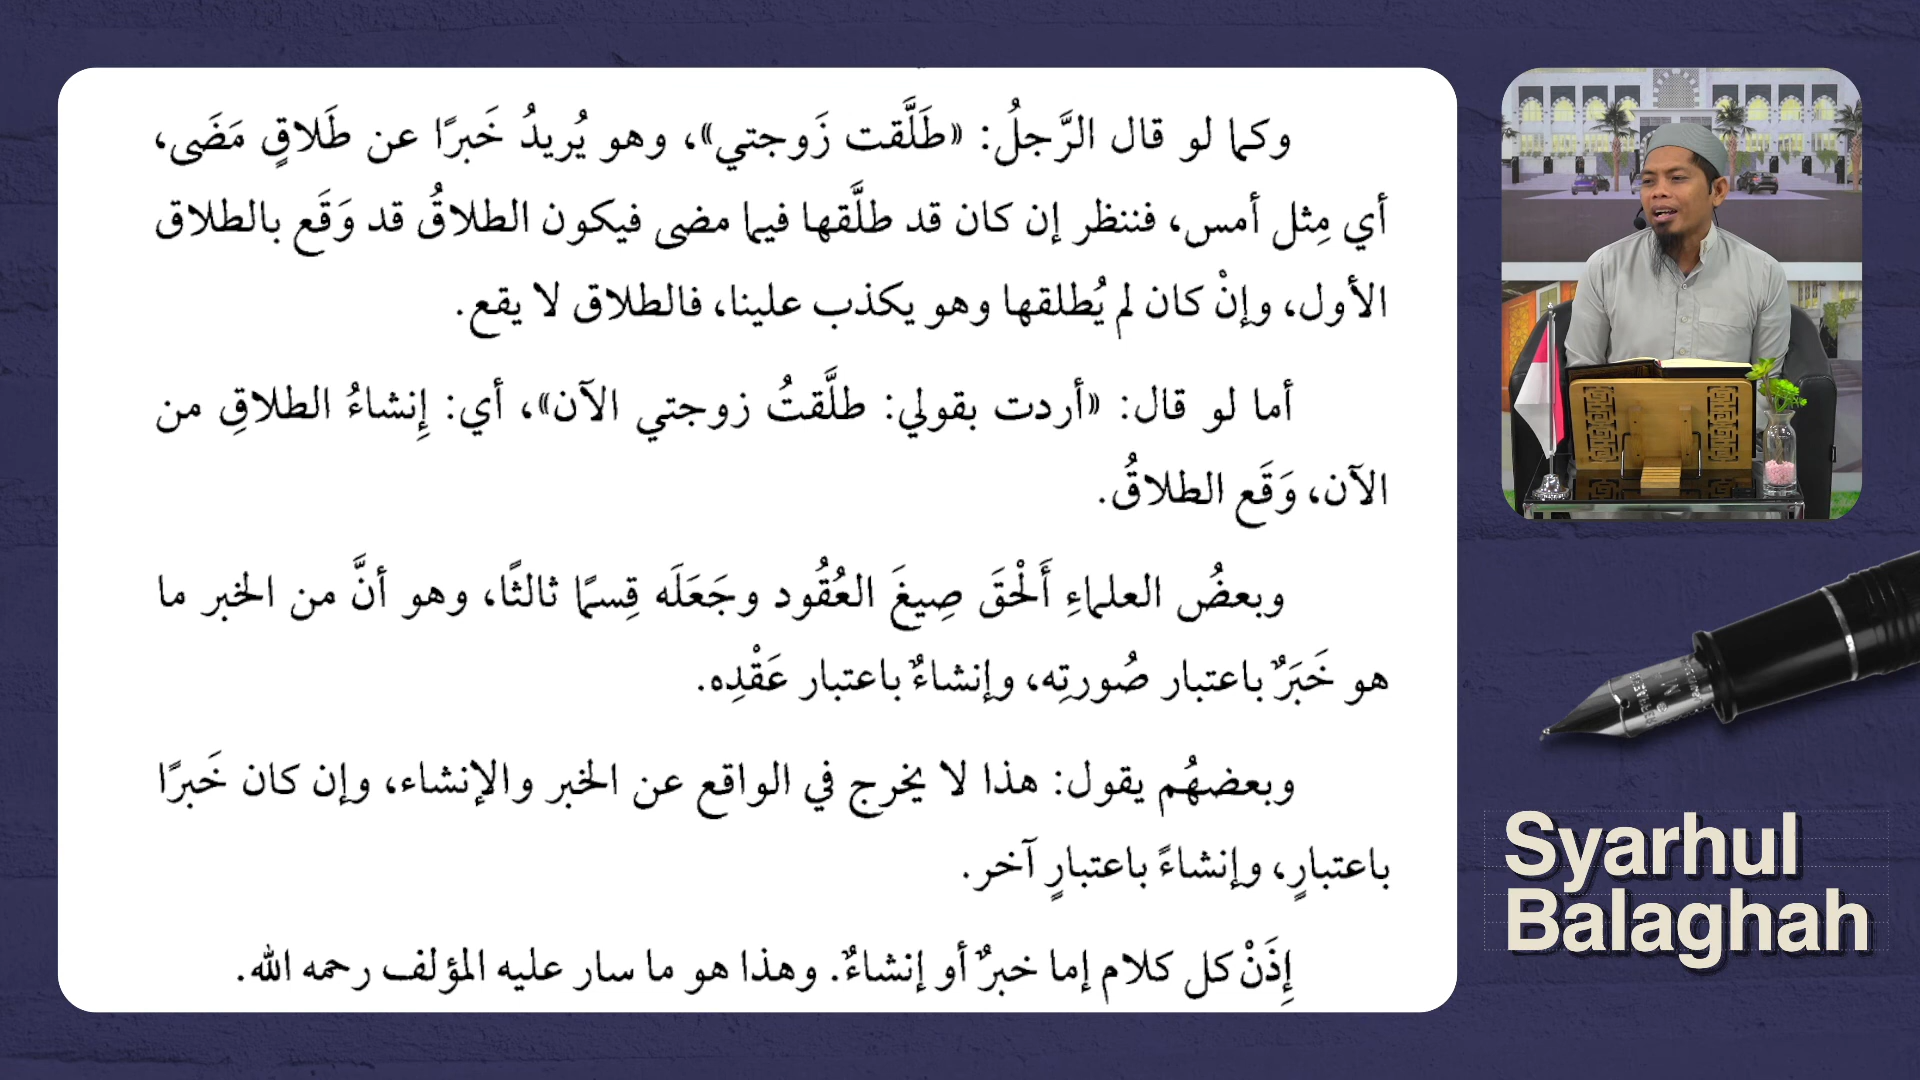 وكما لو قال الرَّجلُ: «طَلَّقت زَوجتي»، وهو يُريدُ خَبرًا عن طَلاقٍ مَضَى،
أي مِثل أمس، فننظر إن كان قد طلَّقها فيما مضى فيكون الطلاقُ قد وَقَع بالطلاق
الأول، وإنْ كان لم يُطلقها وهو يكذب علينا، فالطلاق لا يقع.
أما لو قال: «أردت بقولي: طلَّقتُ زوجتي الآن»، أي: إِنشاءُ الطلاقِ من
الآن، وَقَع الطلاقُ.
وبعضُ العلماءِ أَلْحَقَ صِيغَ العُقُود وجَعَلَه قِسمًا ثالثًا، وهو أنَّ من الخبر ما
هو خَبَرٌ باعتبار صُورتِه، وإنشاءٌ باعتبار عَقْدِه.
وبعضهُم يقول: هذا لا يخرج في الواقع عن الخبر والإنشاء، وإن كان خَبرًا
باعتبارٍ، وإنشاءً باعتبارٍ آخر.
إِذَنْ كل كلام إما خبرٌ أو إنشاءٌ. وهذا هو ما سار عليه المؤلف رحمه الله.
Syarhul
Balaghah